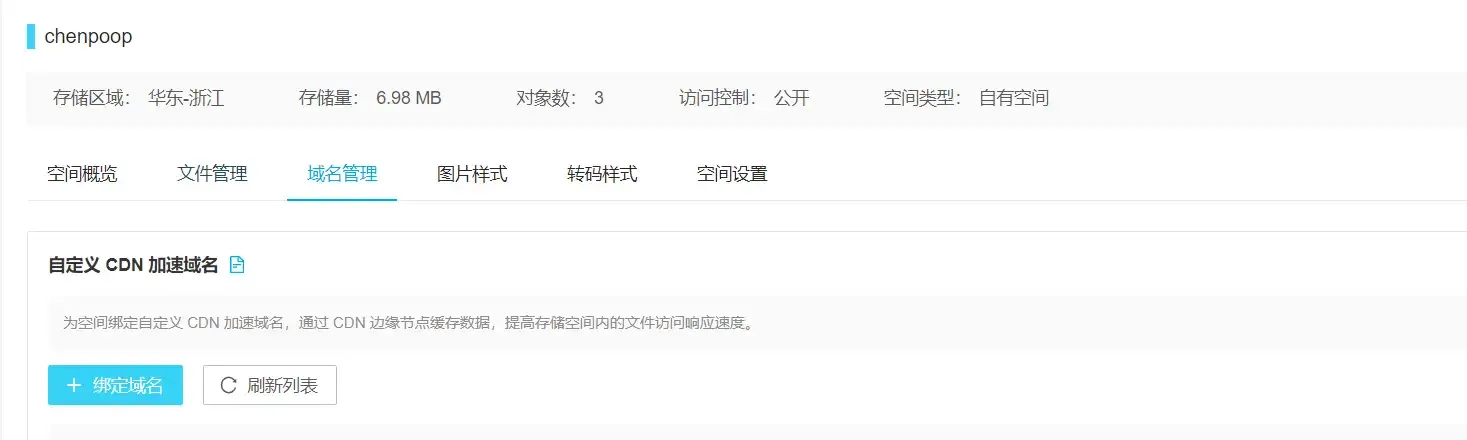 chenpoop
存储区域： 华东-浙江 存储量： 6.98 MB 对象数： 3 访问控制： 公开 空间类型： 自有空间
空间概览 文件管理 域名管理 图片样式 转码样式 空间设置
自定义 CDN 加速域名
为空间绑定自定义 CDN 加速域名，通过 CDN 边缘节点缓存数据，提高存储空间内的文件访问响应速度。
+ 绑定域名 刷新列表